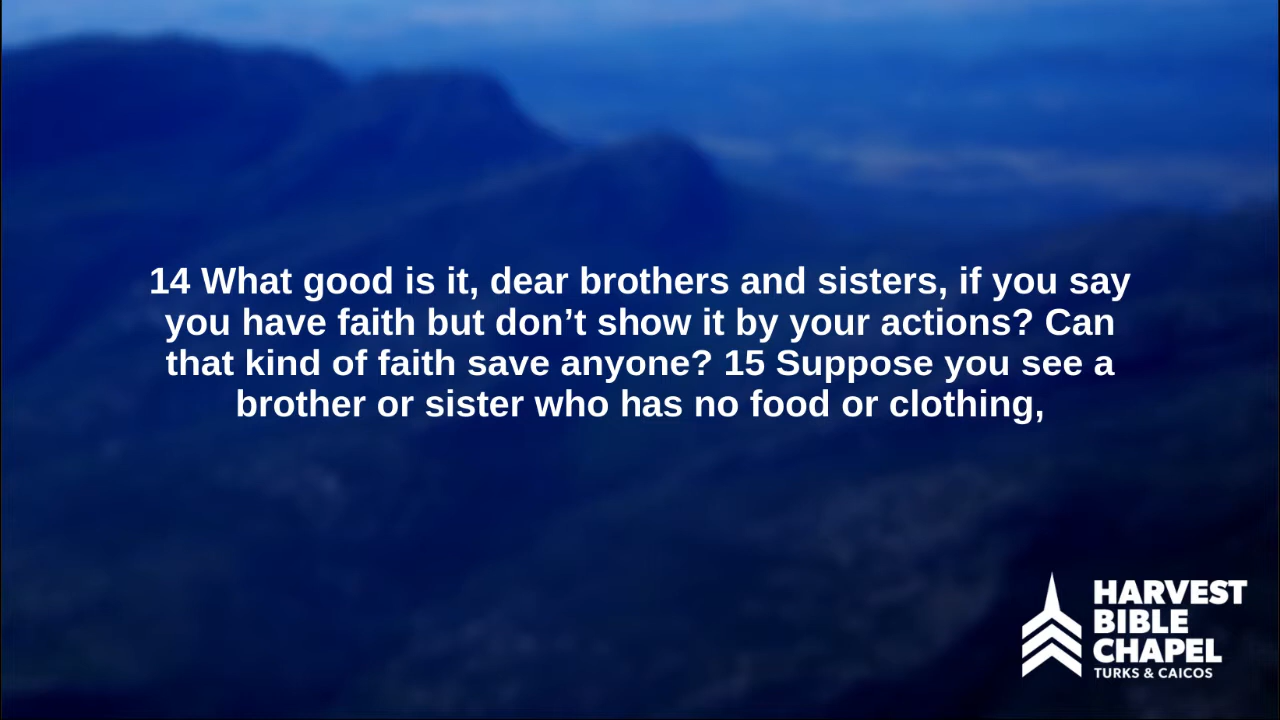 14 What good is it, dear brothers and sisters, if you say
you have faith but don’t show it by your actions? Can
that kind of faith save anyone? 15 Suppose you see a
brother or sister who has no food or clothing,
HARVEST
BIBLE
CHAPEL
TURKS & CAICOS